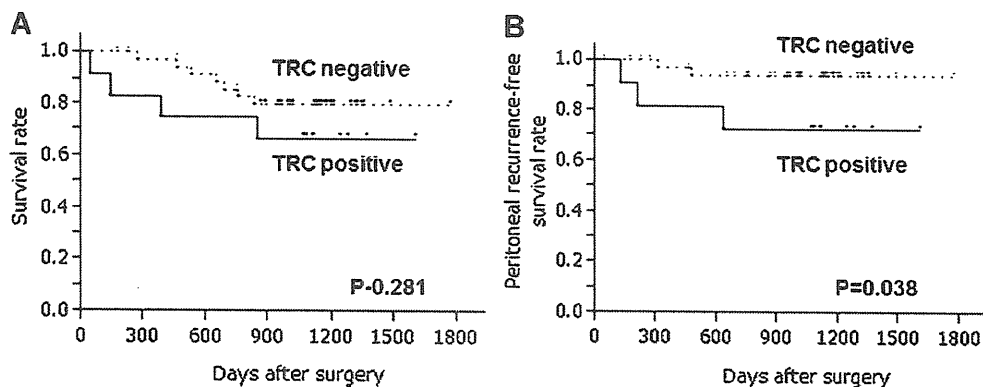 A
Survival rate
1.0
0.8
0.6
0.4
0.2
0.0
TRC negative
TRC positive
P-0.281
0 300 600 900 1200 1500 1800
Days after surgery
B
Peritoneal recurrence-free
survival rate
1.0
0.8
0.6
0.4
0.2
0.0
TRC negative
TRC positive
P=0.038
0 300 600 900 1200 1500 1800
Days after surgery